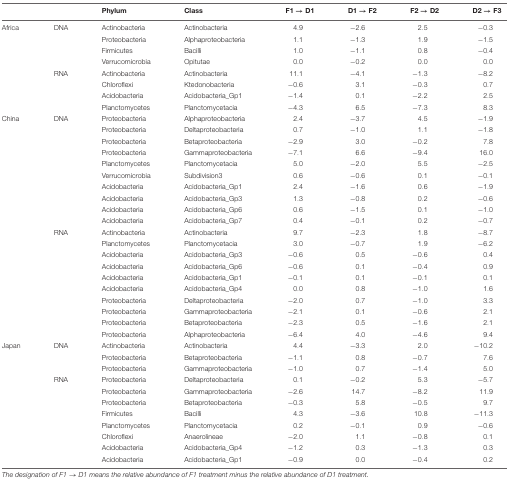 Phylum Class F1 → D1 D1 → F2 F2 → D2 D2 → F3
Africa DNA Actinobacteria Actinobacteria 4.9 −2.6 2.5 −0.3
Proteobacteria Alphaproteobacteria 1.1 −1.3 1.9 −1.5
Firmicutes Bacilli 1.0 −1.1 0.8 −0.4
Verrucomicrobia Opitutae 0.0 −0.2 0.0 0.0
RNA Actinobacteria Actinobacteria 11.1 −4.1 −1.3 −8.2
Chloroflexi Ktedonobacteria −0.6 3.1 −0.3 0.7
Acidobacteria Acidobacteria_Gp1 −1.4 0.1 −2.2 2.5
Planctomycetes Planctomycetacia −4.3 6.5 −7.3 8.3
China DNA Proteobacteria Alphaproteobacteria 2.4 −3.7 4.5 −1.9
Proteobacteria Deltaproteobacteria 0.7 −1.0 1.1 −1.8
Proteobacteria Betaproteobacteria −2.9 3.0 −0.2 7.8
Proteobacteria Gammaproteobacteria −7.1 6.6 −9.4 16.0
Planctomycetes Planctomycetacia 5.0 −2.0 5.5 −2.5
Verrucomicrobia Subdivision3 0.6 −0.6 0.1 −0.1
Acidobacteria Acidobacteria_Gp1 2.4 −1.6 0.6 −1.9
Acidobacteria Acidobacteria_Gp3 1.3 −0.8 0.2 −0.6
Acidobacteria Acidobacteria_Gp6 0.6 −1.5 0.1 −1.0
Acidobacteria Acidobacteria_Gp7 0.4 −0.1 0.2 −0.7
RNA Actinobacteria Actinobacteria 9.7 −2.3 1.8 −8.7
Planctomycetes Planctomycetacia 3.0 −0.7 1.9 −6.2
Acidobacteria Acidobacteria_Gp3 −0.6 0.5 −0.6 0.4
Acidobacteria Acidobacteria_Gp6 −0.6 0.1 −0.4 0.9
Acidobacteria Acidobacteria_Gp1 −0.1 0.1 −0.1 0.1
Acidobacteria Acidobacteria_Gp4 0.0 0.8 −1.0 1.6
Proteobacteria Deltaproteobacteria −2.0 0.7 −1.0 3.3
Proteobacteria Gammaproteobacteria −2.1 0.1 −0.6 2.1
Proteobacteria Betaproteobacteria −2.3 0.5 −1.6 2.1
Proteobacteria Alphaproteobacteria −6.4 4.0 −4.6 9.4
Japan DNA Actinobacteria Actinobacteria 4.4 −3.3 2.0 −10.2
Proteobacteria Betaproteobacteria −1.1 0.8 −0.7 7.6
Proteobacteria Gammaproteobacteria −1.0 0.7 −1.4 5.0
RNA Proteobacteria Deltaproteobacteria 0.1 −0.2 5.3 −5.7
Proteobacteria Gammaproteobacteria −2.6 14.7 −8.2 11.9
Proteobacteria Betaproteobacteria −0.3 5.8 −0.5 9.7
Firmicutes Bacilli 4.3 −3.6 10.8 −11.3
Planctomycetes Planctomycetacia 0.2 −0.1 0.9 −0.6
Chloroflexi Anaerolineae −2.0 1.1 −0.8 0.1
Acidobacteria Acidobacteria_Gp4 −1.2 0.3 −1.3 0.3
Acidobacteria Acidobacteria_Gp1 −0.9 0.0 −0.4 0.2
The designation of F1 → D1 means the relative abundance of F1 treatment minus the relative abundance of D1 treatment.